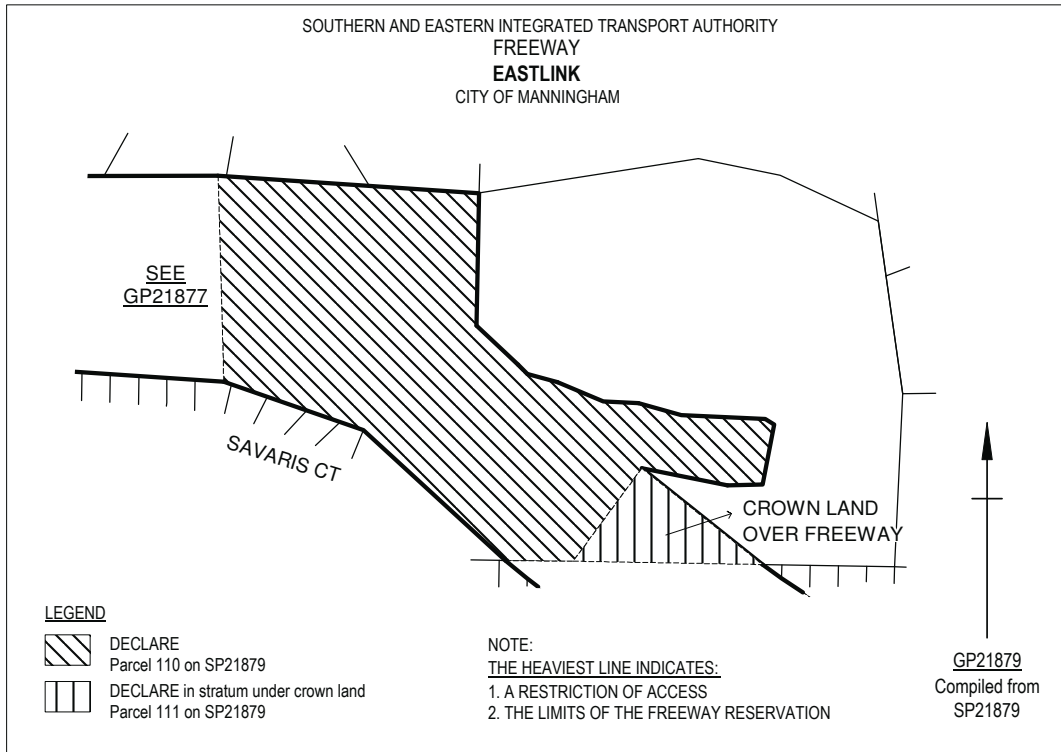 SOUTHERN AND EASTERN INTEGRATED TRANSPORT AUTHORITY
FREEWAY
EASTLINK
CITY OF MANNINGHAM
SEE
GP21877
SAVARIS CT
CROWN LAND
OVER FREEWAY
LEGEND
DECLARE
Parcel 110 on SP21879
DECLARE in stratum under crown land
Parcel 111 on SP21879
NOTE:
THE HEAVIEST LINE INDICATES:
1. A RESTRICTION OF ACCESS
2. THE LIMITS OF THE FREEWAY RESERVATION
GP21879
Compiled from
SP21879